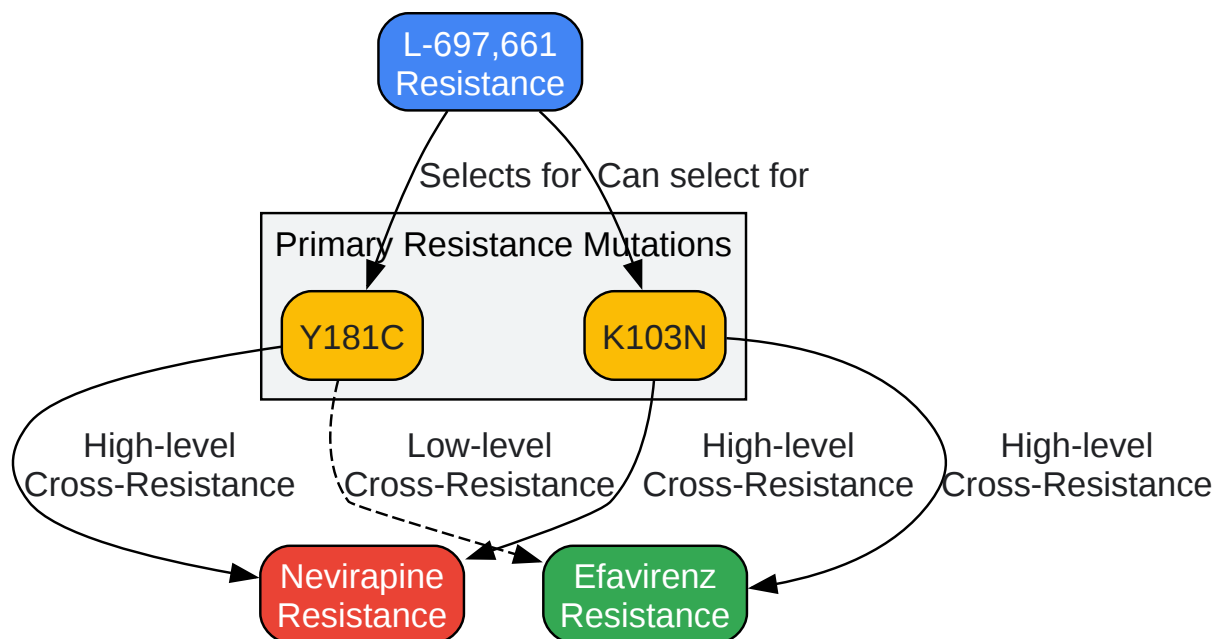 L-697,661
Resistance
Selects for
Can select for
Primary Resistance Mutations
Y181C
K103N
High-level
Cross-Resistance
Low-level
Cross-Resistance
High-level
Cross-Resistance
High-level
Cross-Resistance
Nevirapine
Resistance
Efavirenz
Resistance